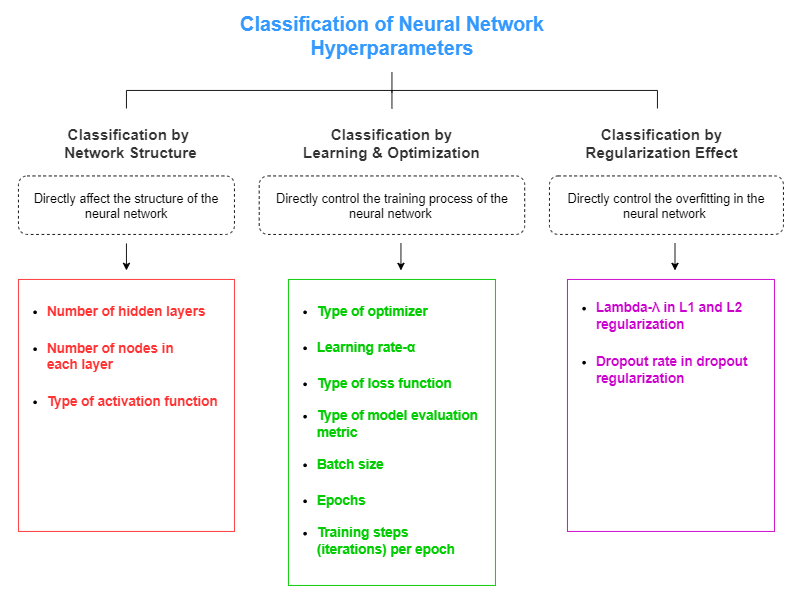 Classification of Neural Network
Hyperparameters
Classification by
Network Structure
Directly affect the structure of the
neural network
• Number of hidden layers
• Number of nodes in
each layer
• Type of activation function
Classification by
Learning & Optimization
Directly control the training process of the
neural network
• Type of optimizer
• Learning rate-α
• Type of loss function
• Type of model evaluation
metric
• Batch size
• Epochs
• Training steps
(iterations) per epoch
Classification by
Regularization Effect
Directly control the overfitting in the
neural network
• Lambda-λ in L1 and L2
regularization
• Dropout rate in dropout
regularization